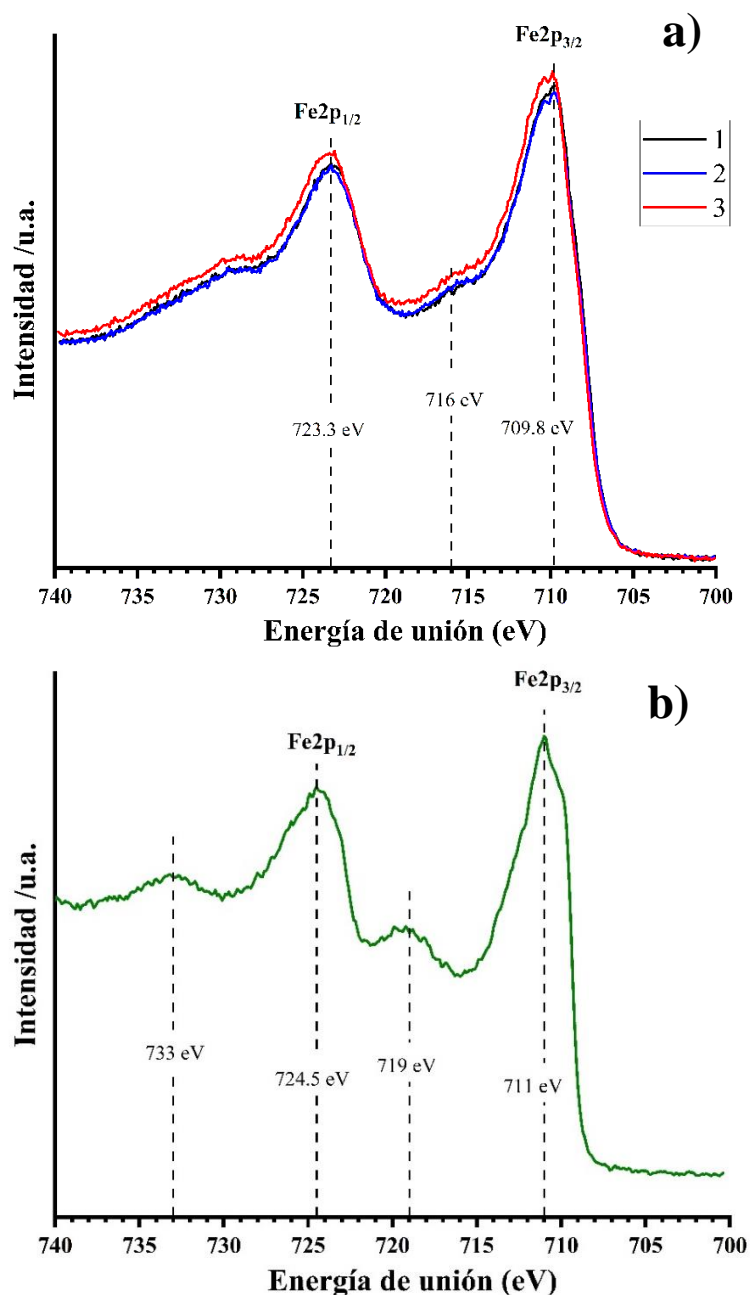 a)
Fe2p3/2
Fe2p1/2
1
2
3
Intensidad /u.a.
716 eV
723.3 eV
709.8 eV
740 735 730 725 720 715 710 705 700
Energía de unión (eV)
b)
Fe2p3/2
Fe2p1/2
Intensidad /u.a.
733 eV
719 eV
724.5 eV
711 eV
740 735 730 725 720 715 710 705 700
Energía de unión (eV)